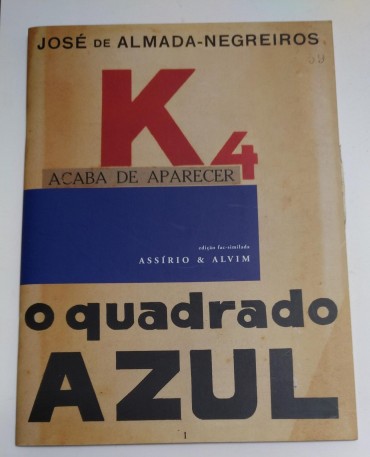 JOSÉ DE ALMADA-NEGREIROS
K4
ACABA DE APARECER
edição fac-similada
ASSÍRIO & ALVIM
o quadrado
AZUL
1